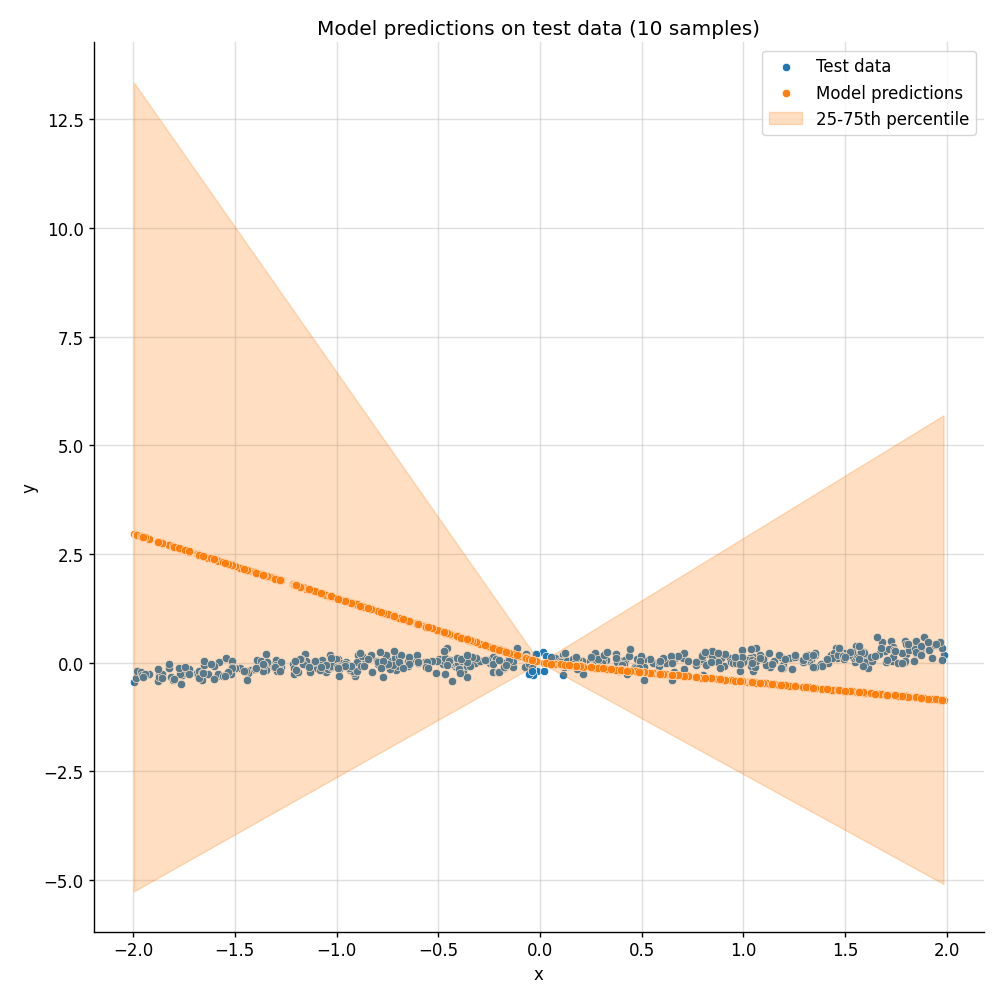 Model predictions on test data (10 samples)
Test data
Model predictions
25-75th percentile
12.5
10.0
7.5
5.0
2.5
0.0
−2.5
−5.0
y
−2.0 −1.5 −1.0 −0.5 0.0 0.5 1.0 1.5 2.0
x